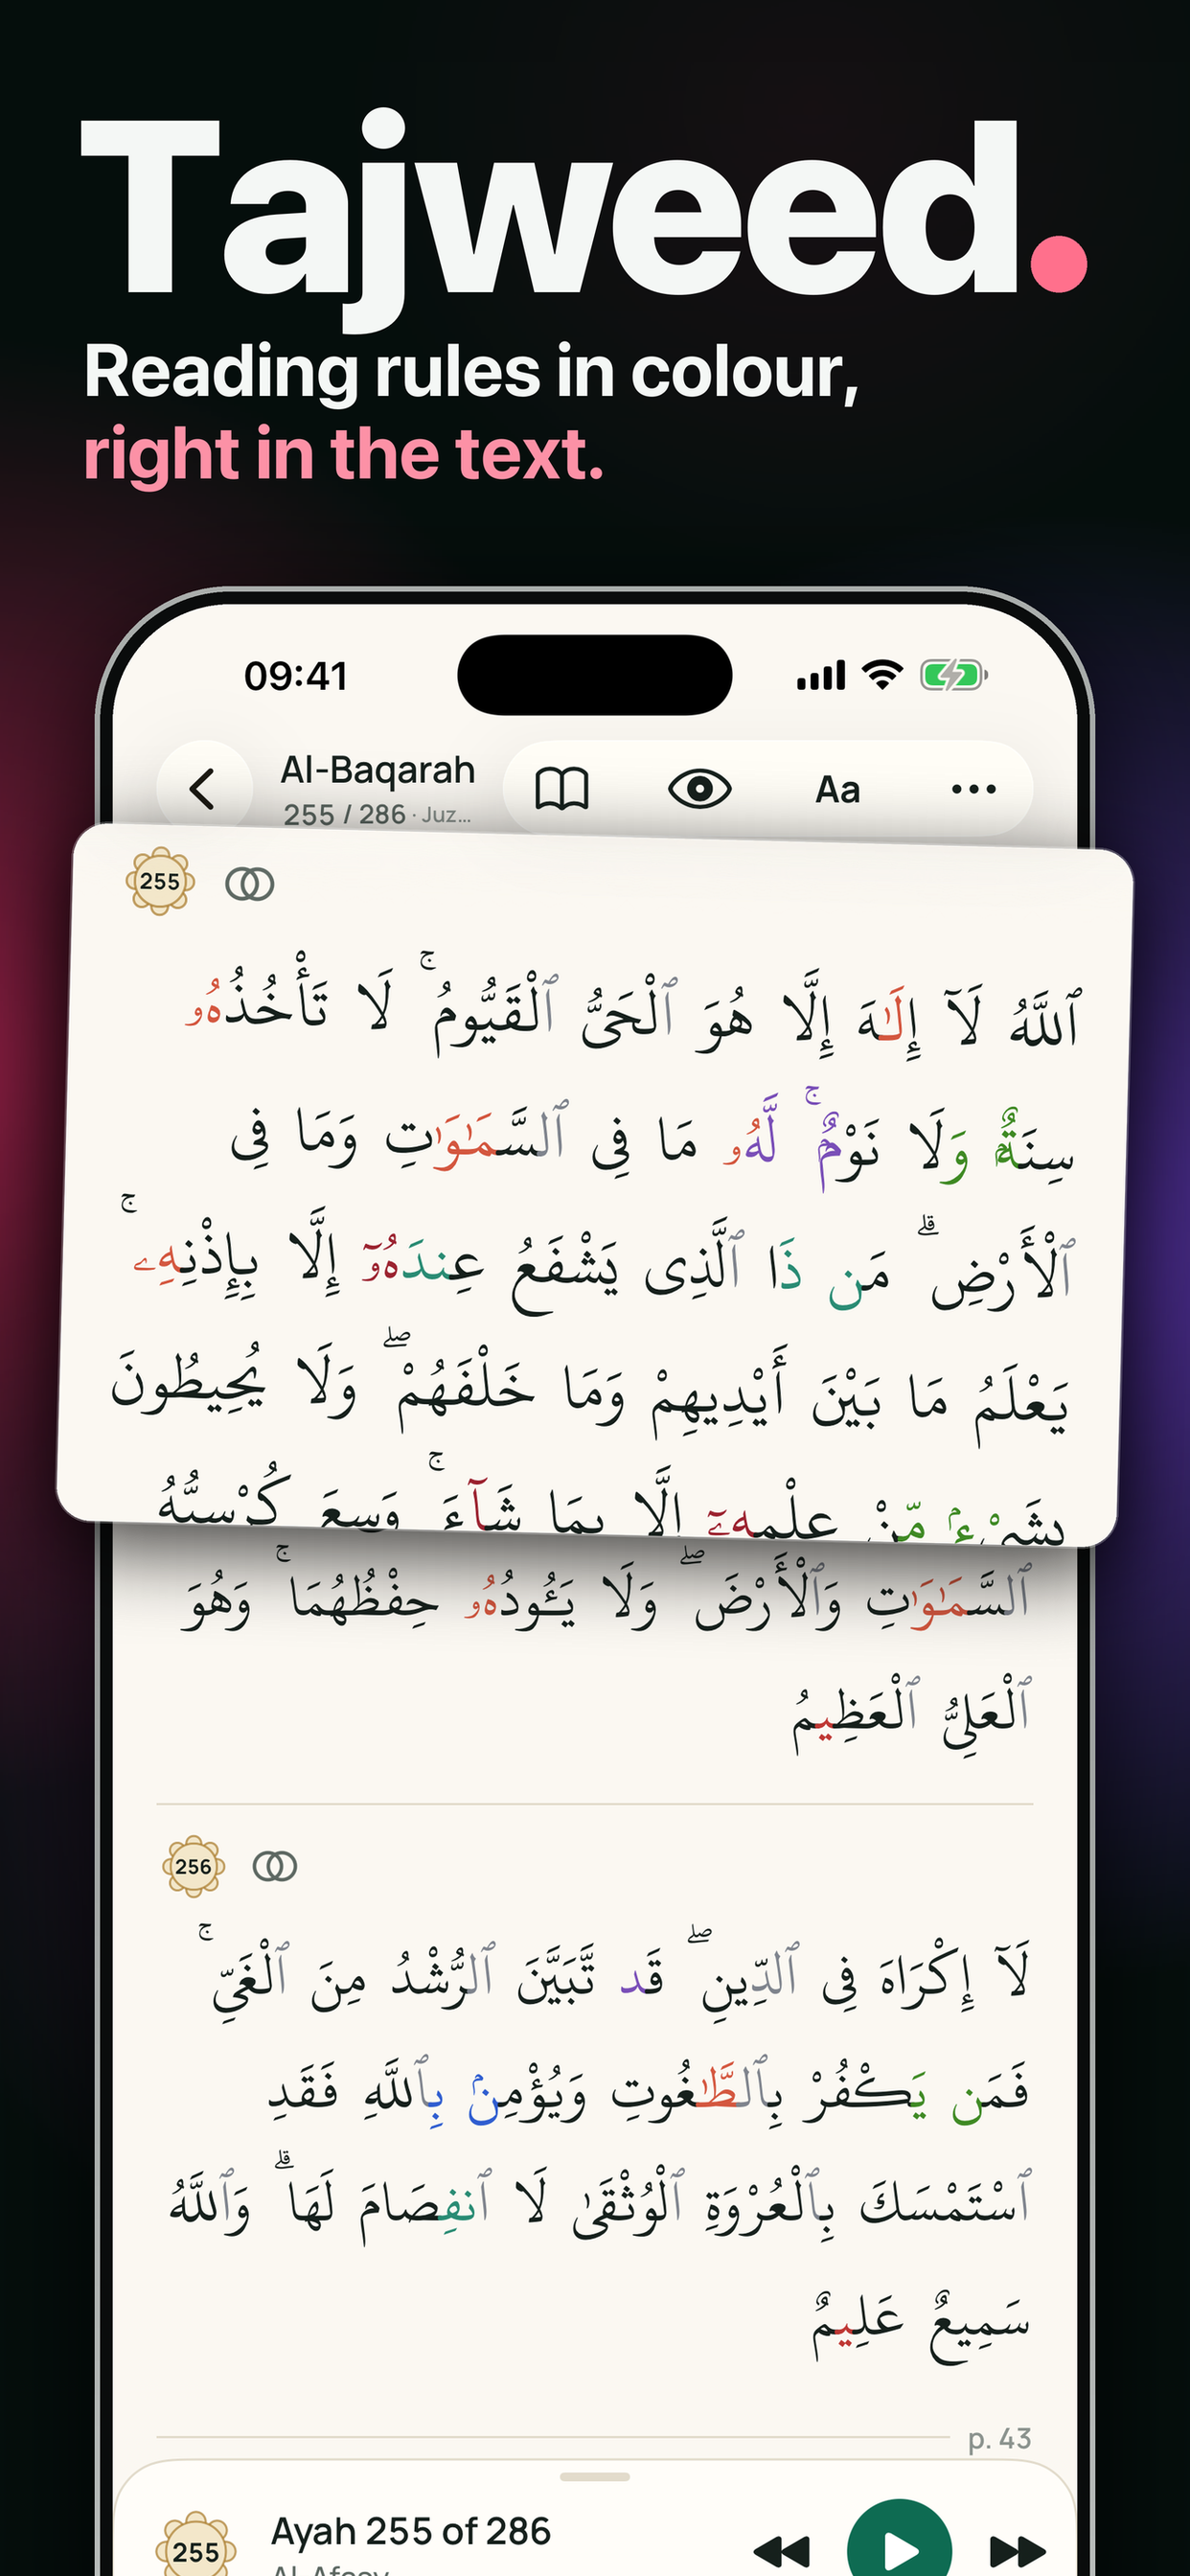 Tajweed.
Reading rules in colour,
right in the text.
09:41
Al-Baqarah
255 / 286 · Juz...
Aa
255
ٱللَّهُ لَآ إِلَـٰهَ إِلَّا هُوَ ٱلْحَىُّ ٱلْقَيُّومُ ۚ لَا تَأْخُذُهُۥ
سِنَةٌ وَلَا نَوْمٌ ۚ لَّهُۥ مَا فِى ٱلسَّمَـٰوَٰتِ وَمَا فِى
ٱلْأَرْضِ ۗ مَن ذَا ٱلَّذِى يَشْفَعُ عِندَهُۥٓ إِلَّا بِإِذْنِهِۦ ۚ
يَعْلَمُ مَا بَيْنَ أَيْدِيهِمْ وَمَا خَلْفَهُمْ ۖ وَلَا يُحِيطُونَ
بِشَىْءٍ مِّنْ عِلْمِهِۦٓ إِلَّا بِمَا شَآءَ ۚ وَسِعَ كُرْسِيُّهُ
ٱلسَّمَـٰوَٰتِ وَٱلْأَرْضَ ۖ وَلَا يَـُٔودُهُۥ حِفْظُهُمَا ۚ وَهُوَ
ٱلْعَلِىُّ ٱلْعَظِيمُ
256
لَآ إِكْرَاهَ فِى ٱلدِّينِ ۖ قَد تَّبَيَّنَ ٱلرُّشْدُ مِنَ ٱلْغَىِّ ۚ
فَمَن يَكْفُرْ بِٱلطَّـٰغُوتِ وَيُؤْمِنۢ بِٱللَّهِ فَقَدِ
ٱسْتَمْسَكَ بِٱلْعُرْوَةِ ٱلْوُثْقَىٰ لَا ٱنفِصَامَ لَهَا ۗ وَٱللَّهُ
سَمِيعٌ عَلِيمٌ
p. 43
255
Ayah 255 of 286
Al-Afasy